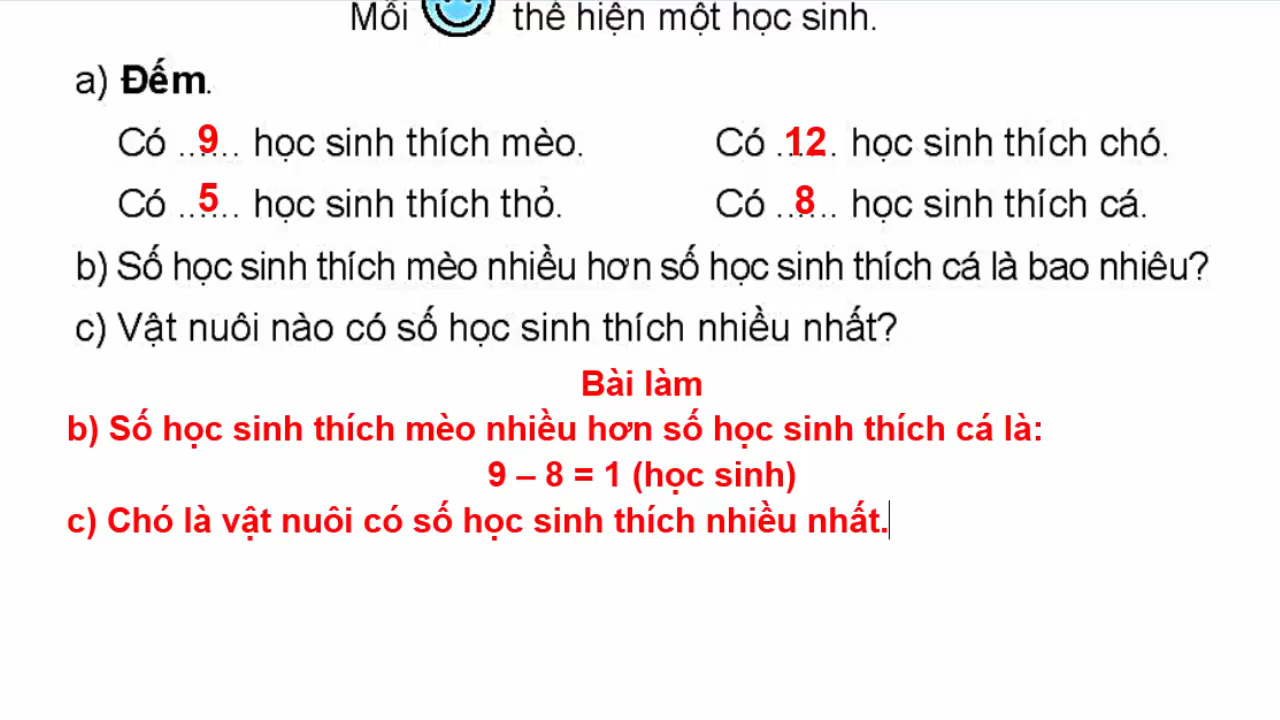 Mỗi thể hiện một học sinh.
a) Đếm.
Có ..9... học sinh thích mèo. Có ..12.. học sinh thích chó.
Có ..5... học sinh thích thỏ. Có ..8... học sinh thích cá.
b) Số học sinh thích mèo nhiều hơn số học sinh thích cá là bao nhiêu?
c) Vật nuôi nào có số học sinh thích nhiều nhất?
Bài làm
b) Số học sinh thích mèo nhiều hơn số học sinh thích cá là:
9 – 8 = 1 (học sinh)
c) Chó là vật nuôi có số học sinh thích nhiều nhất.